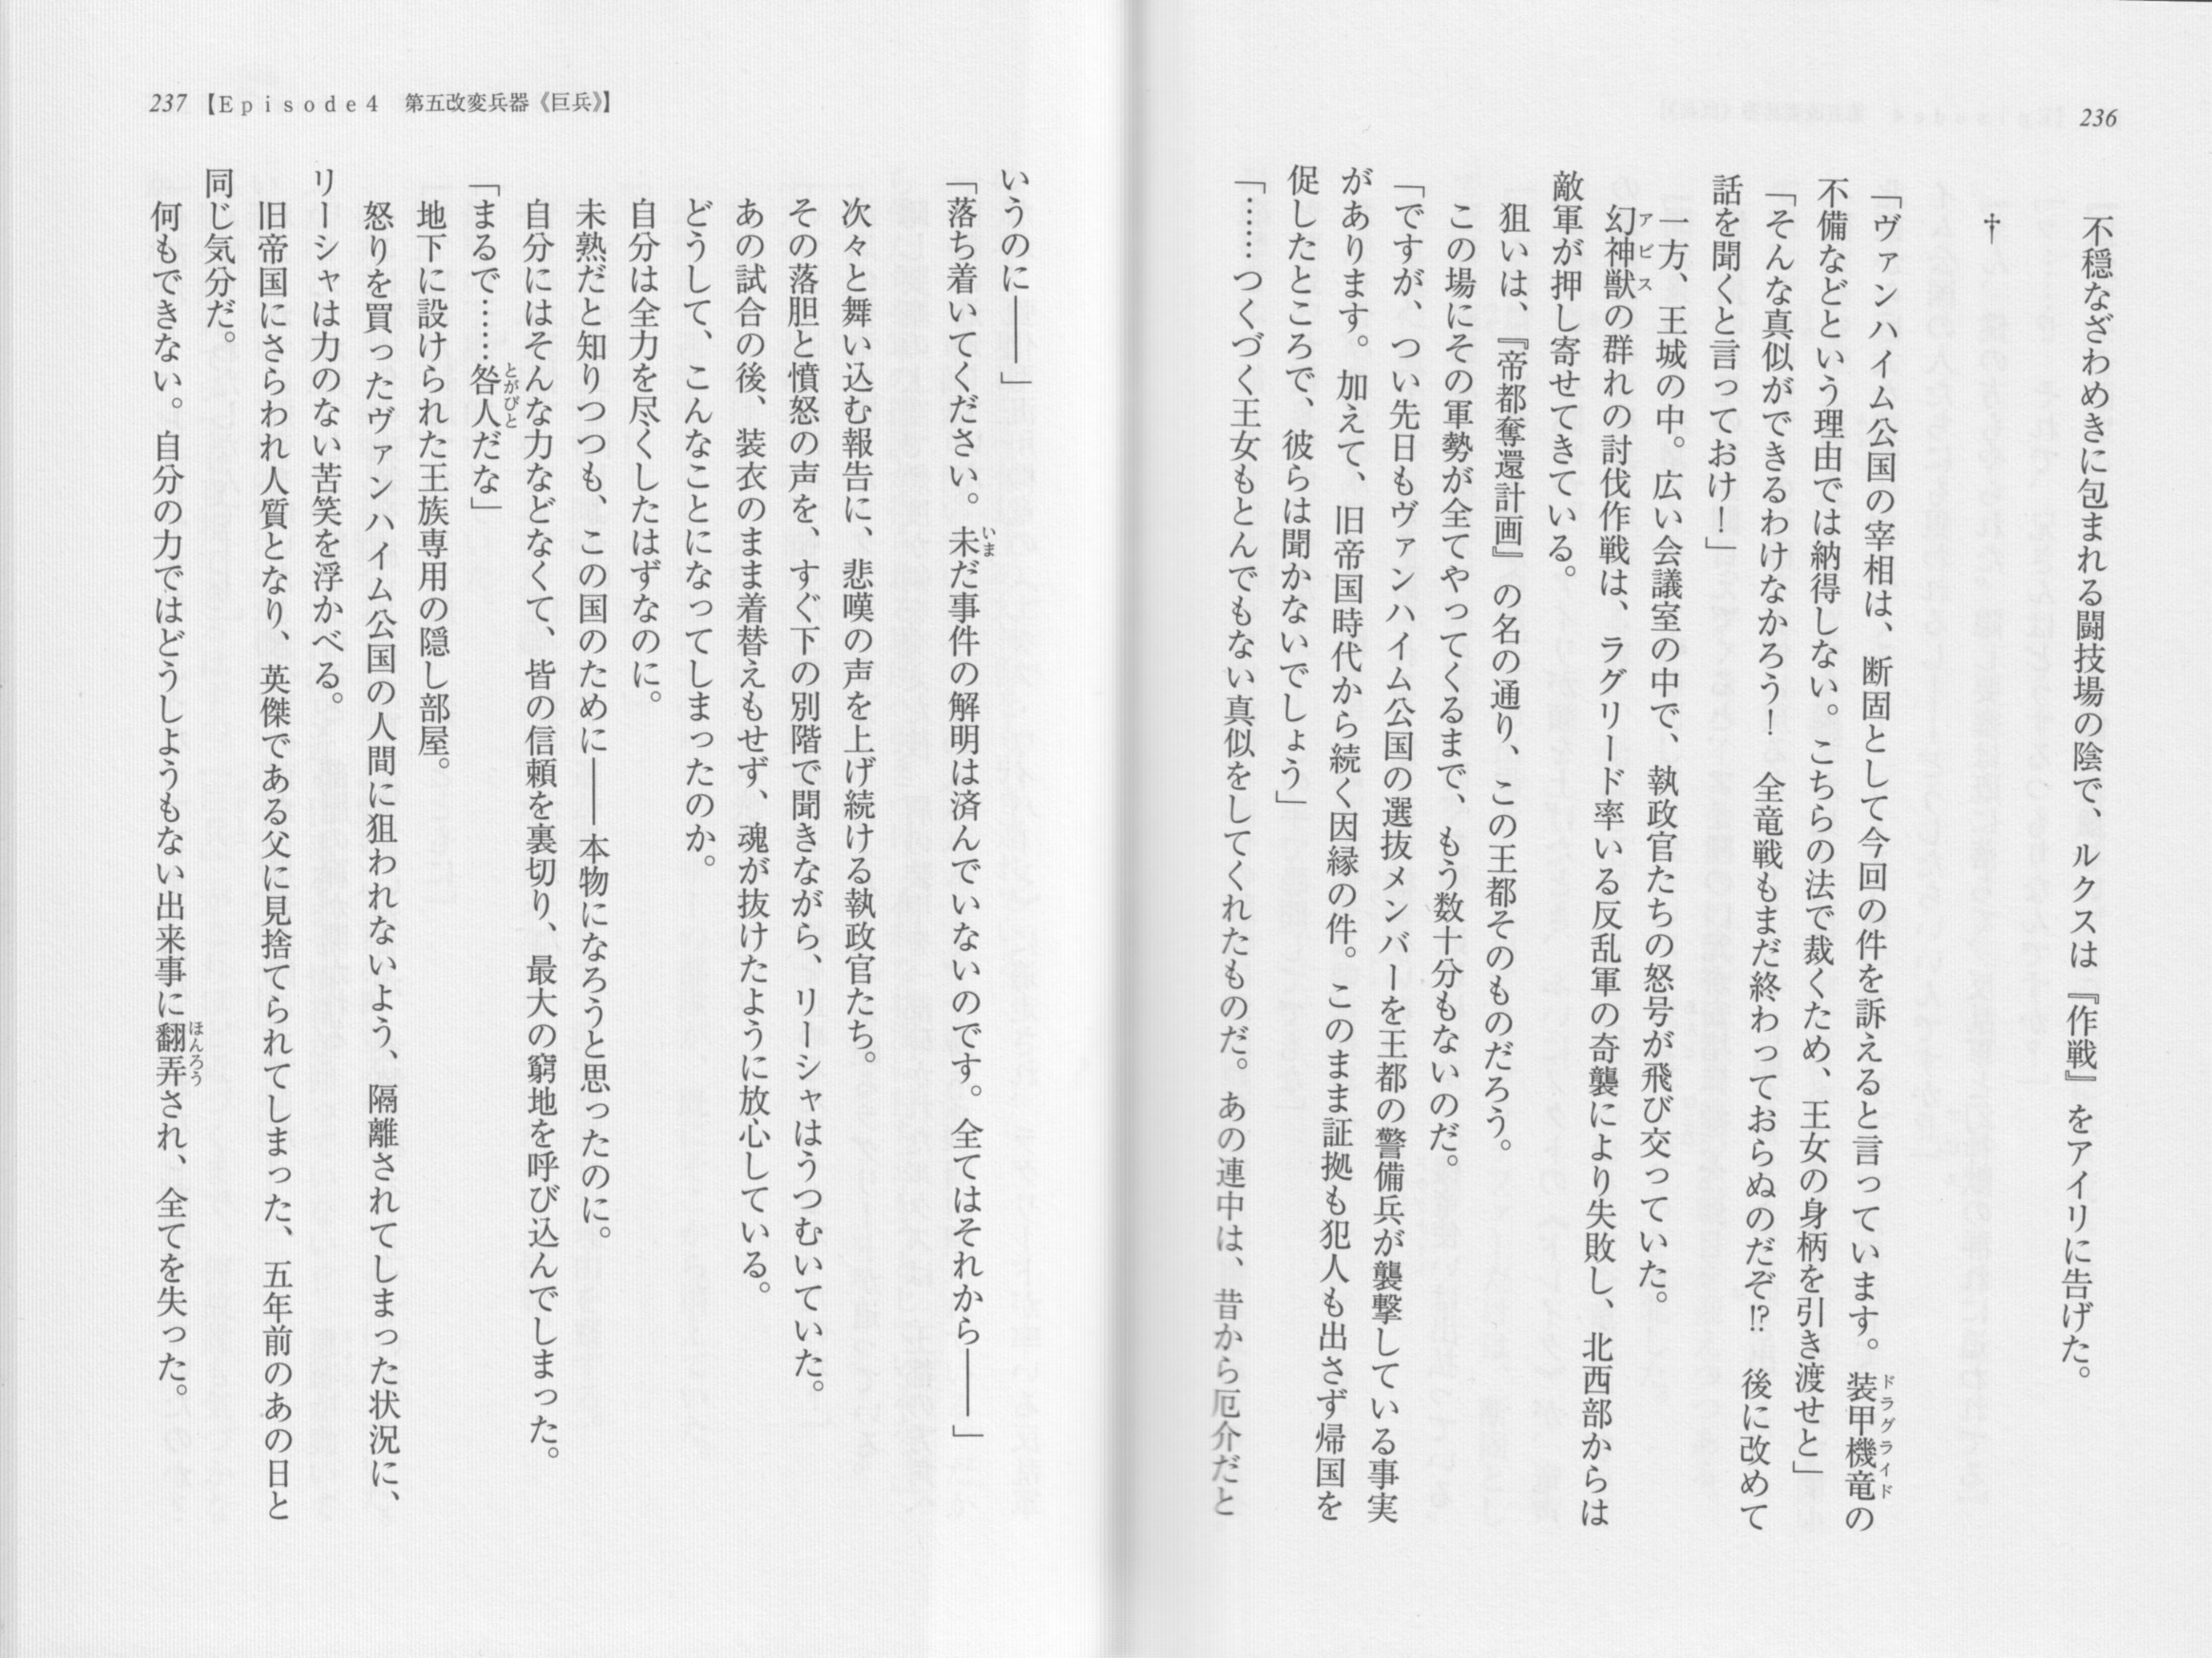 236
不穏なざわめきに包まれる闘技場の陰で、ルクスは『作戦』をアイリに告げた。
†
「ヴァンハイム公国の宰相は、断固として今回の件を訴えると言っています。装甲機竜の
ドラグライド
不備などという理由では納得しない。こちらの法で裁くため、王女の身柄を引き渡せと」
「そんな真似ができるわけなかろう！　全竜戦もまだ終わっておらぬのだぞ⁉　後に改めて
話を聞くと言っておけ！」
一方、王城の中。広い会議室の中で、執政官たちの怒号が飛び交っていた。
幻神獣の群れの討伐作戦は、ラグリード率いる反乱軍の奇襲により失敗し、北西部からは
アビス
敵軍が押し寄せてきている。
狙いは、『帝都奪還計画』の名の通り、この王都そのものだろう。
この場にその軍勢が全てやってくるまで、もう数十分もないのだ。
「ですが、つい先日もヴァンハイム公国の選抜メンバーを王都の警備兵が襲撃している事実
があります。加えて、旧帝国時代から続く因縁の件。このまま証拠も犯人も出さず帰国を
促したところで、彼らは聞かないでしょう」
「……つくづく王女もとんでもない真似をしてくれたものだ。あの連中は、昔から厄介だと
237【Episode4　第五改変兵器《巨兵》】
いうのに――」
「落ち着いてください。未だ事件の解明は済んでいないのです。全てはそれから――」
いま
次々と舞い込む報告に、悲嘆の声を上げ続ける執政官たち。
その落胆と憤怒の声を、すぐ下の別階で聞きながら、リーシャはうつむいていた。
あの試合の後、装衣のまま着替えもせず、魂が抜けたように放心している。
どうして、こんなことになってしまったのか。
自分は全力を尽くしたはずなのに。
未熟だと知りつつも、この国のために――本物になろうと思ったのに。
自分にはそんな力などなくて、皆の信頼を裏切り、最大の窮地を呼び込んでしまった。
「まるで……咎人だな」
とがびと
地下に設けられた王族専用の隠し部屋。
怒りを買ったヴァンハイム公国の人間に狙われないよう、隔離されてしまった状況に、
リーシャは力のない苦笑を浮かべる。
旧帝国にさらわれ人質となり、英傑である父に見捨てられてしまった、五年前のあの日と
同じ気分だ。
何もできない。自分の力ではどうしようもない出来事に翻弄され、全てを失った。
ほんろう